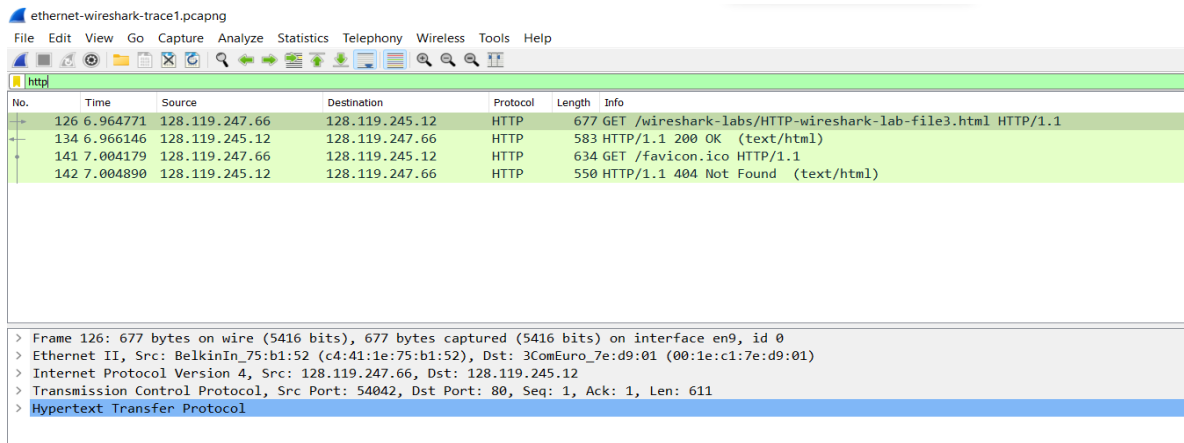 ethernet-wireshark-trace1.pcapng
File Edit View Go Capture Analyze Statistics Telephony Wireless Tools Help
http
No. Time Source Destination Protocol Length Info
126 6.964771 128.119.247.66 128.119.245.12 HTTP 677 GET /wireshark-labs/HTTP-wireshark-lab-file3.html HTTP/1.1
134 6.966146 128.119.245.12 128.119.247.66 HTTP 583 HTTP/1.1 200 OK (text/html)
141 7.004179 128.119.247.66 128.119.245.12 HTTP 634 GET /favicon.ico HTTP/1.1
142 7.004890 128.119.245.12 128.119.247.66 HTTP 550 HTTP/1.1 404 Not Found (text/html)
> Frame 126: 677 bytes on wire (5416 bits), 677 bytes captured (5416 bits) on interface en9, id 0
> Ethernet II, Src: BelkinIn_75:b1:52 (c4:41:1e:75:b1:52), Dst: 3ComEuro_7e:d9:01 (00:1e:c1:7e:d9:01)
> Internet Protocol Version 4, Src: 128.119.247.66, Dst: 128.119.245.12
> Transmission Control Protocol, Src Port: 54042, Dst Port: 80, Seq: 1, Ack: 1, Len: 611
> Hypertext Transfer Protocol